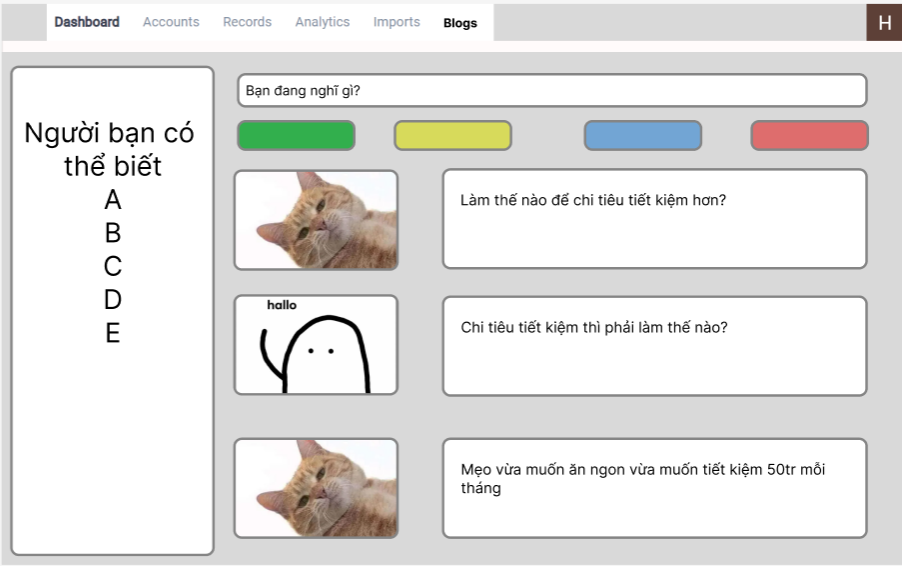 Dashboard Accounts Records Analytics Imports Blogs H
Người bạn có
thể biết
A
B
C
D
E
Bạn đang nghĩ gì?
Làm thế nào để chi tiêu tiết kiệm hơn?
hallo
Chi tiêu tiết kiệm thì phải làm thế nào?
Mẹo vừa muốn ăn ngon vừa muốn tiết kiệm 50tr mỗi
tháng